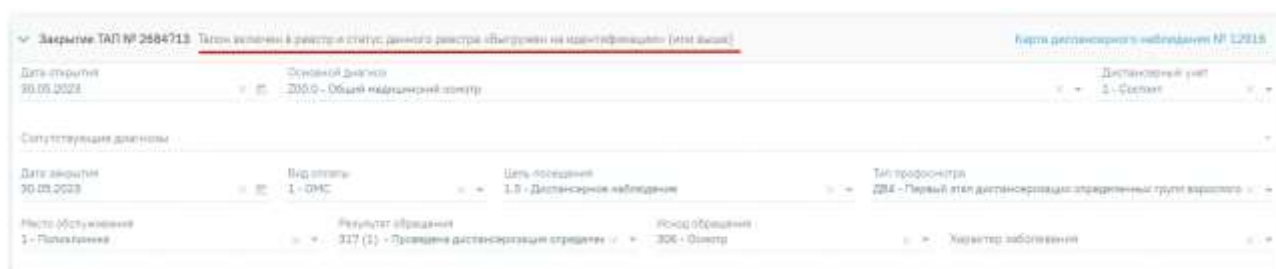 Закрытие ТАП № 2684713 Талон включен в реестр и статус данного реестра «Выгружен на идентификацию» (или выше) Карта диспансерного наблюдения № 12918
Дата открытия Основной диагноз Диспансерный учет
30.05.2023 Z00.0 - Общий медицинский осмотр 1 - Состоит
Сопутствующие диагнозы
Дата закрытия Вид оплаты Цель посещения Тип профосмотра
30.05.2023 1 - ОМС 1.3 - Диспансерное наблюдение ДВ4 - Первый этап диспансеризации определенных групп взрослого
Место обслуживания Результат обращения Исход обращения
1 - Поликлиника 317 (1) - Проведена диспансеризация определен 306 - Осмотр Характер заболевания